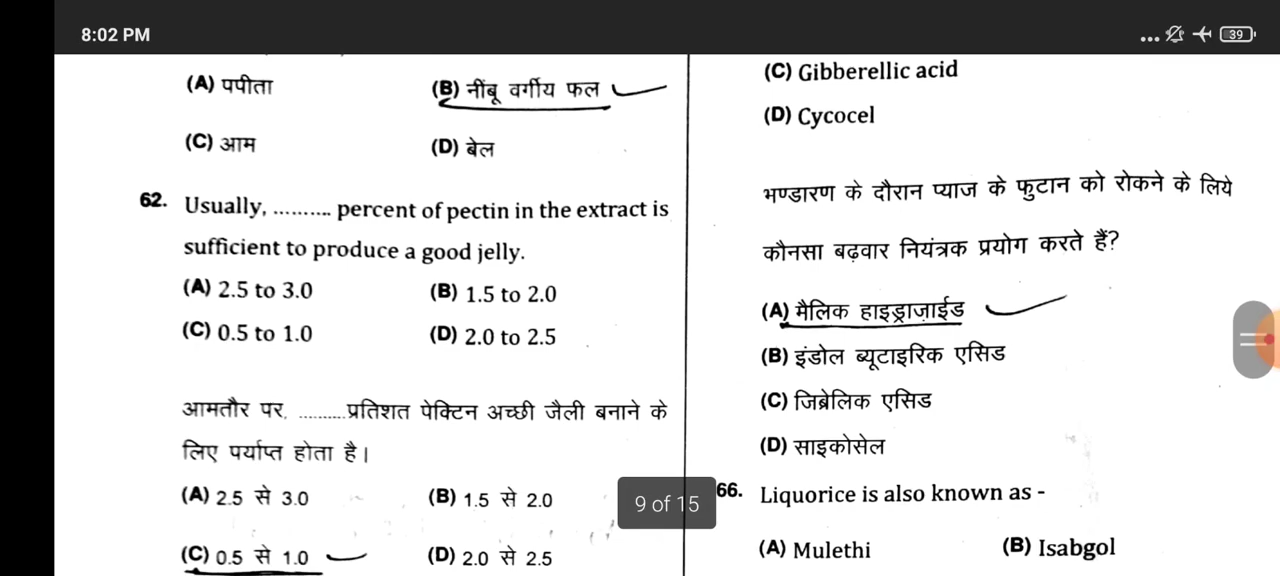 8:02 PM
39
(A) पपीता (B) नींबू वर्गीय फल
(C) आम (D) बेल
62. Usually, .......... percent of pectin in the extract is
sufficient to produce a good jelly.
(A) 2.5 to 3.0 (B) 1.5 to 2.0
(C) 0.5 to 1.0 (D) 2.0 to 2.5
आमतौर पर, ..........प्रतिशत पेक्टिन अच्छी जैली बनाने के
लिए पर्याप्त होता है।
(A) 2.5 से 3.0 (B) 1.5 से 2.0
(C) 0.5 से 1.0 (D) 2.0 से 2.5
(C) Gibberellic acid
(D) Cycocel
भण्डारण के दौरान प्याज के फुटान को रोकने के लिये
कौनसा बढ़वार नियंत्रक प्रयोग करते हैं?
(A) मैलिक हाइड्राज़ाईड
(B) इंडोल ब्यूटाइरिक एसिड
(C) जिब्रेलिक एसिड
(D) साइकोसेल
66. Liquorice is also known as -
(A) Mulethi (B) Isabgol
9 of 15